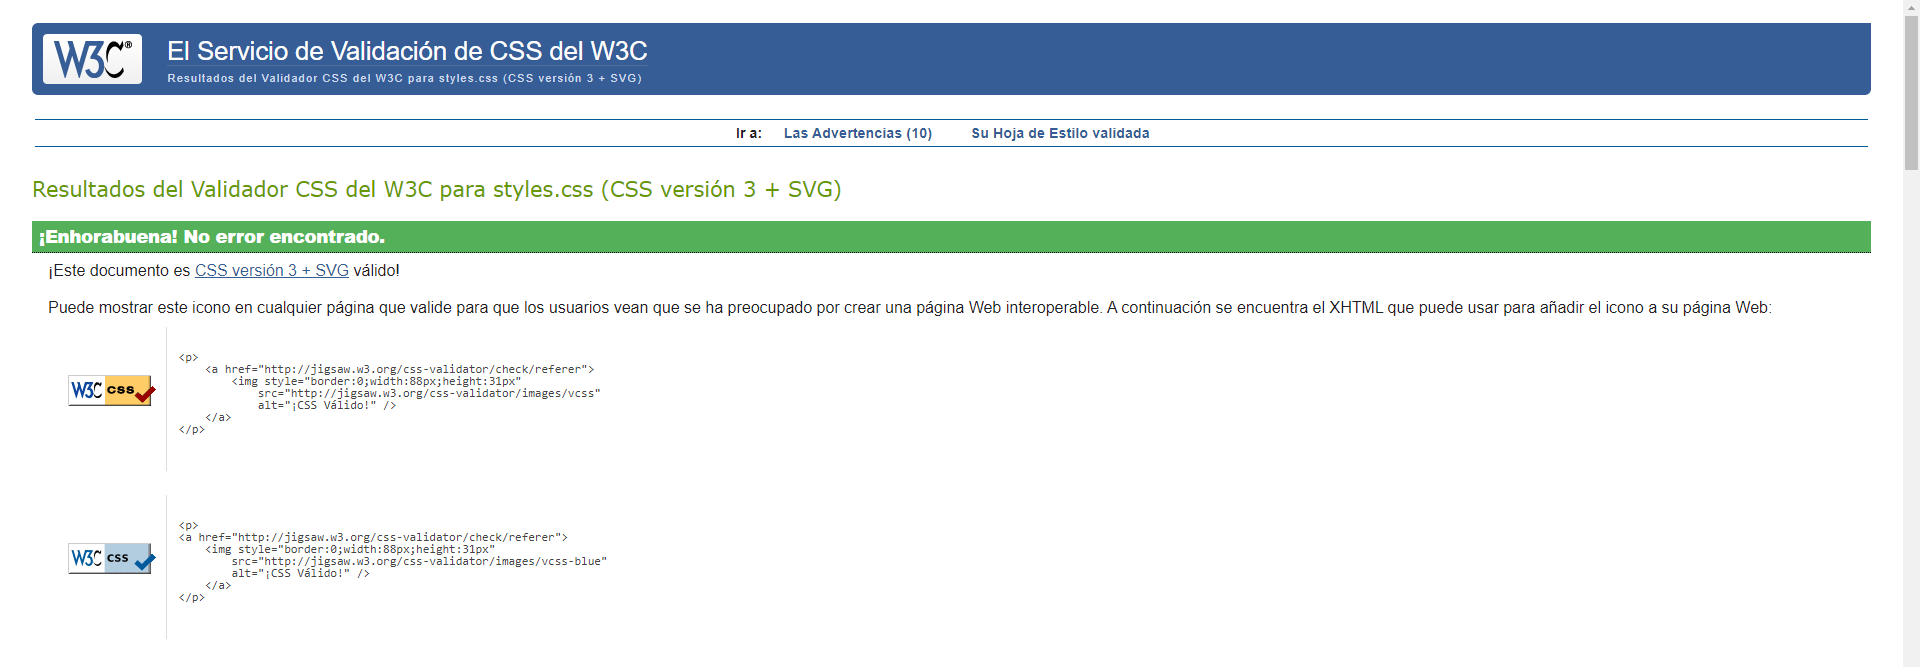 W3C®
El Servicio de Validación de CSS del W3C
Resultados del Validador CSS del W3C para styles.css (CSS versión 3 + SVG)
Ir a: Las Advertencias (10) Su Hoja de Estilo validada
Resultados del Validador CSS del W3C para styles.css (CSS versión 3 + SVG)
¡Enhorabuena! No error encontrado.
¡Este documento es CSS versión 3 + SVG válido!
Puede mostrar este icono en cualquier página que valide para que los usuarios vean que se ha preocupado por crear una página Web interoperable. A continuación se encuentra el XHTML que puede usar para añadir el icono a su página Web:
W3C css
<p>
<a href="http://jigsaw.w3.org/css-validator/check/referer">
<img style="border:0;width:88px;height:31px"
src="http://jigsaw.w3.org/css-validator/images/vcss"
alt="¡CSS Válido!" />
</a>
</p>
W3C css
<p>
<a href="http://jigsaw.w3.org/css-validator/check/referer">
<img style="border:0;width:88px;height:31px"
src="http://jigsaw.w3.org/css-validator/images/vcss-blue"
alt="¡CSS Válido!" />
</a>
</p>